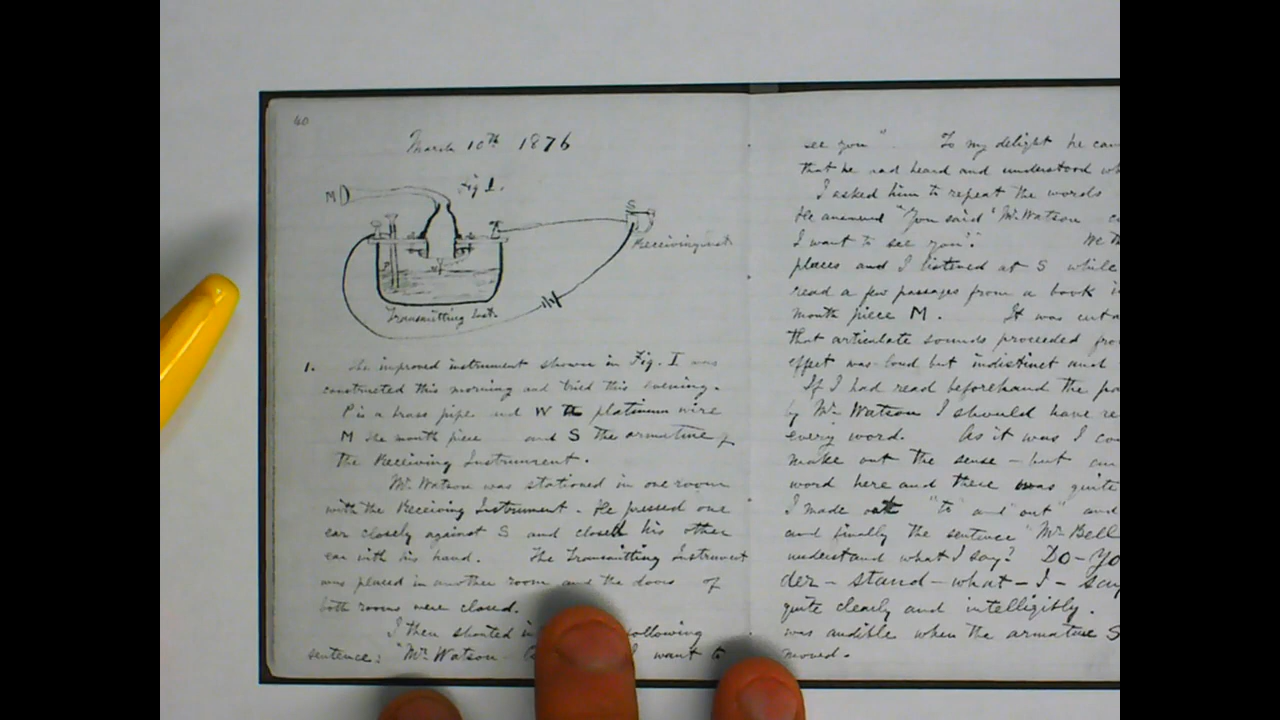 40
March 10th 1876
Fig I.
M
S
Receiving Inst.
P
W
Transmitting Inst.
1. The improved instrument shown in Fig. I was
constructed this morning and tried this evening.
P is a brass pipe and W the platinum wire
M the mouth piece and S the armature of
the Receiving Instrument.
Mr. Watson was stationed in one room
with the Receiving Instrument. He pressed one
ear closely against S and closed his other
ear with his hand. The Transmitting Instrument
was placed in another room and the doors of
both rooms were closed.
I then shouted in following
sentence: "Mr. Watson I want to
see you". To my delight he
that he had heard and understood
I asked him to repeat the words
He answered "You said 'Mr. Watson
I want to see you'."
places and I listened at S while
read a few passages from a book
mouth piece M. It was
that articulate sounds proceeded
effect was loud but indistinct and
If I had read beforehand the
by Mr. Watson I should have
every word. As it was I
make out the sense - but
word here and there was quite
I made out "to" and "out" and
and finally the sentence "Mr. Bell
understand what I say? Do-
der-stand-what-I-
quite clearly and intelligibly.
was audible when the armature S
moved.